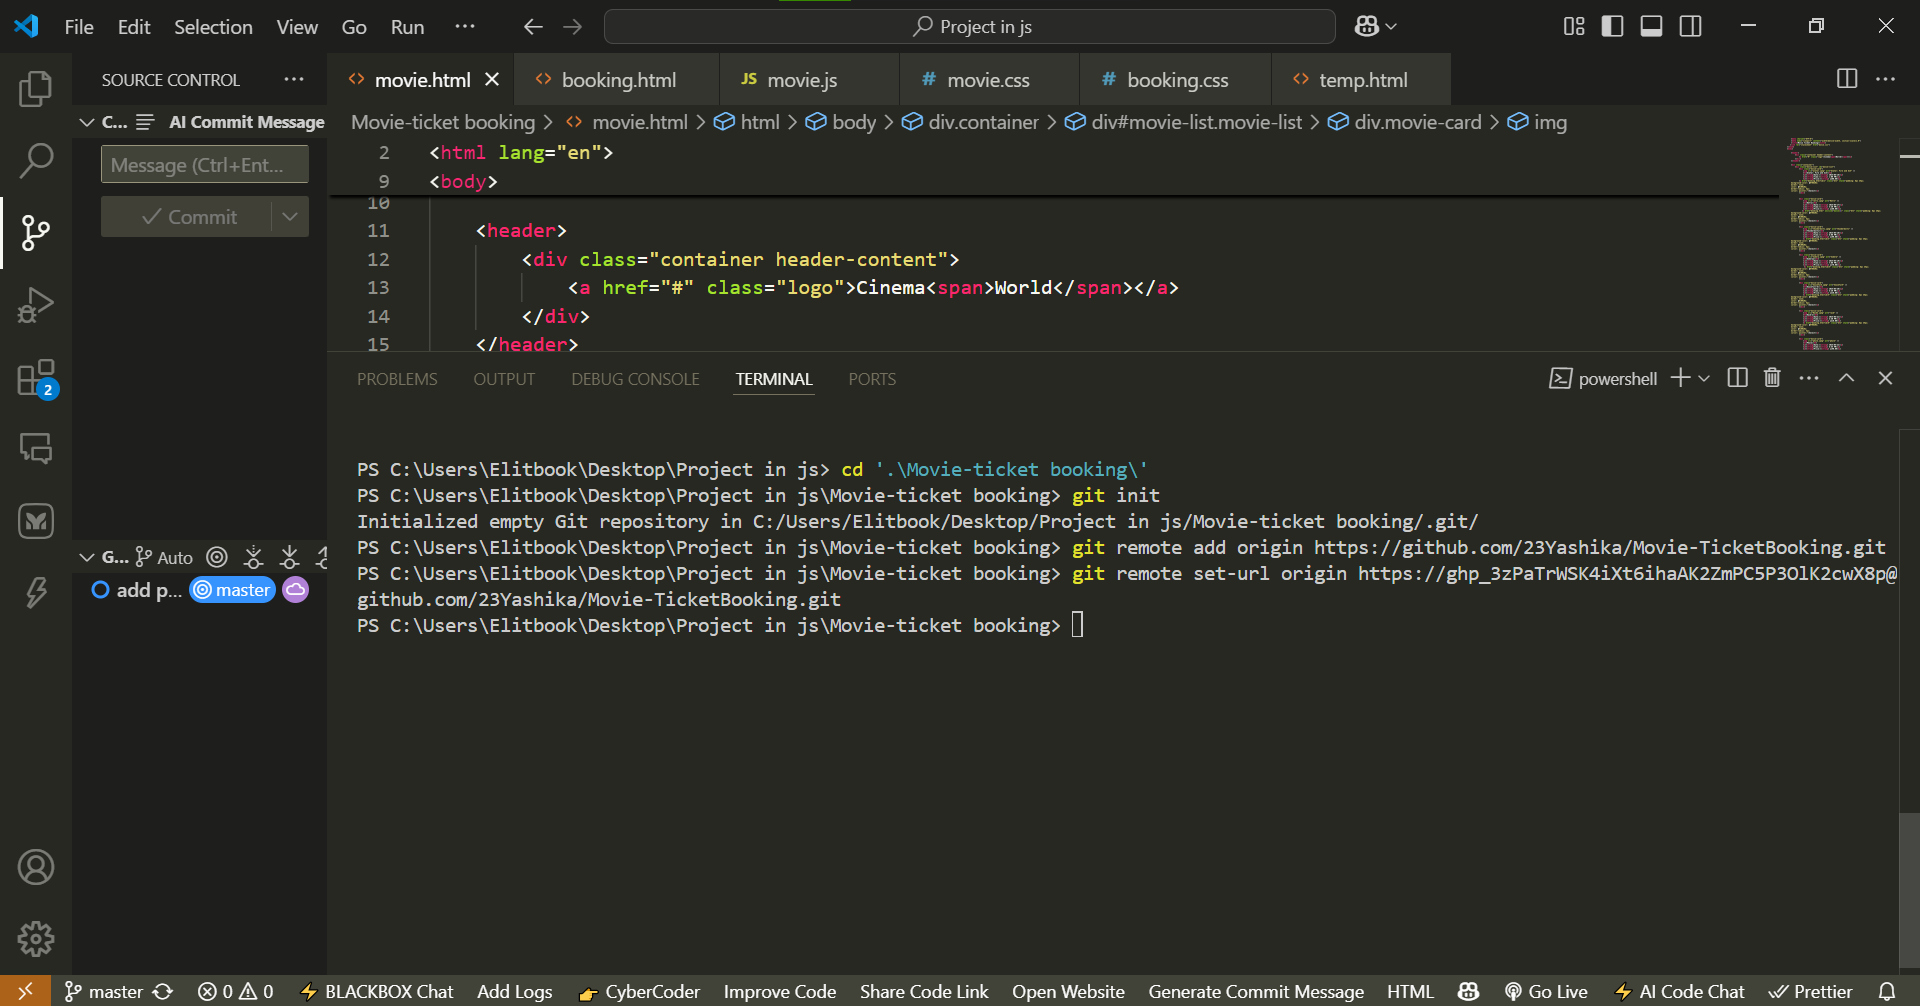 File Edit Selection View Go Run ··· Project in js
SOURCE CONTROL ···
C... AI Commit Message
Message (Ctrl+Ent...
Commit
G... Auto
add p... master
<> movie.html <> booking.html JS movie.js # movie.css # booking.css <> temp.html
Movie-ticket booking > <> movie.html > html > body > div.container > div#movie-list.movie-list > div.movie-card > img
2 <html lang="en">
9 <body>
10
11 <header>
12 <div class="container header-content">
13 <a href="#" class="logo">Cinema<span>World</span></a>
14 </div>
15 </header>
PROBLEMS OUTPUT DEBUG CONSOLE TERMINAL PORTS powershell
PS C:\Users\Elitbook\Desktop\Project in js> cd '.\Movie-ticket booking\'
PS C:\Users\Elitbook\Desktop\Project in js\Movie-ticket booking> git init
Initialized empty Git repository in C:/Users/Elitbook/Desktop/Project in js/Movie-ticket booking/.git/
PS C:\Users\Elitbook\Desktop\Project in js\Movie-ticket booking> git remote add origin https://github.com/23Yashika/Movie-TicketBooking.git
PS C:\Users\Elitbook\Desktop\Project in js\Movie-ticket booking> git remote set-url origin https://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@
github.com/23Yashika/Movie-TicketBooking.git
PS C:\Users\Elitbook\Desktop\Project in js\Movie-ticket booking>
2
master 0 0 BLACKBOX Chat Add Logs CyberCoder Improve Code Share Code Link Open Website Generate Commit Message HTML Go Live AI Code Chat Prettier